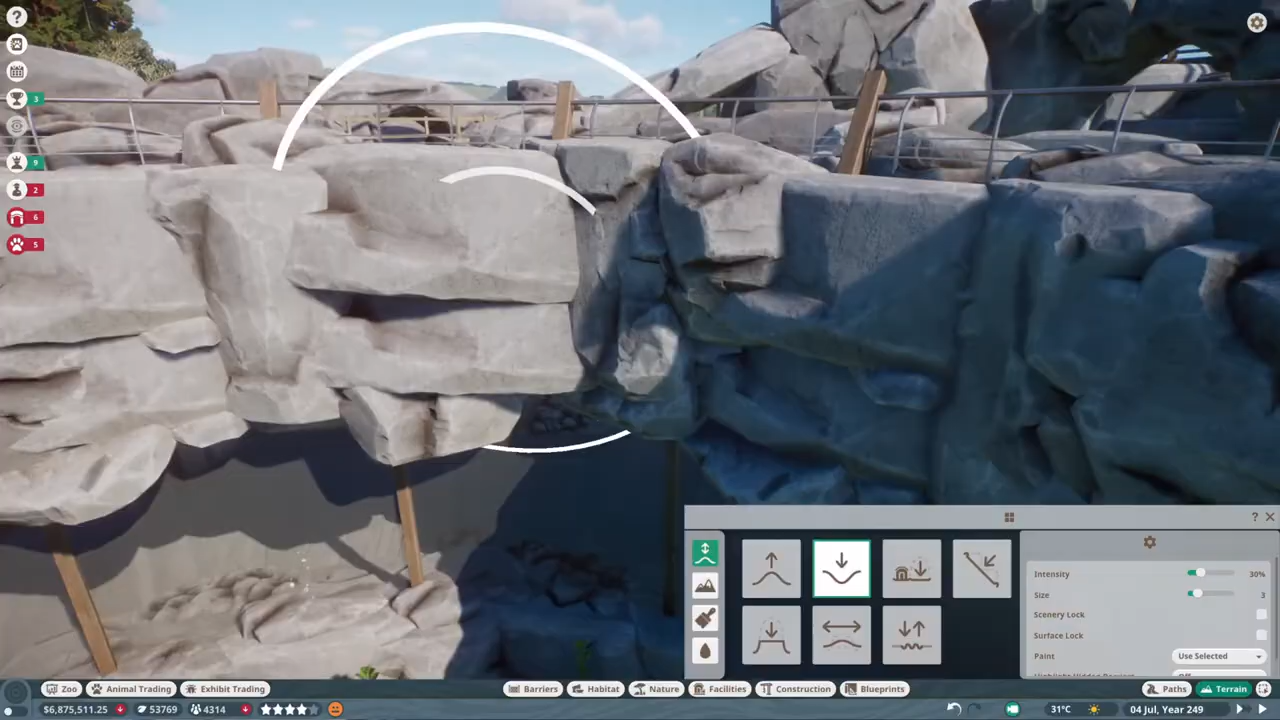 ?
3
9
2
6
5
?
Intensity 30%
Size 3
Scenery Lock
Surface Lock
Paint Use Selected
Zoo Animal Trading Exhibit Trading Barriers Habitat Nature Facilities Construction Blueprints Paths Terrain
$6,875,511.25 53769 4314 31°C 04 Jul, Year 249